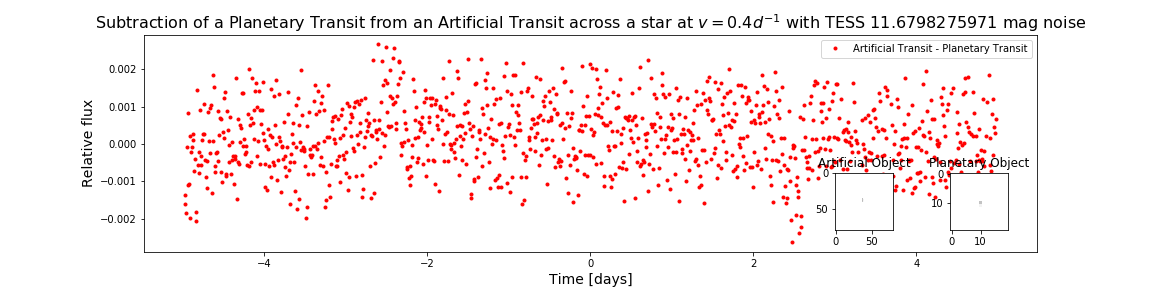 Subtraction of a Planetary Transit from an Artificial Transit across a star at v = 0.4d⁻¹ with TESS 11.6798275971 mag noise
Artificial Transit - Planetary Transit
Relative flux
0.002
0.001
0.000
−0.001
−0.002
Artificial Object
0
50
0 50
Planetary Object
0
10
0 10
−4 −2 0 2 4
Time [days]